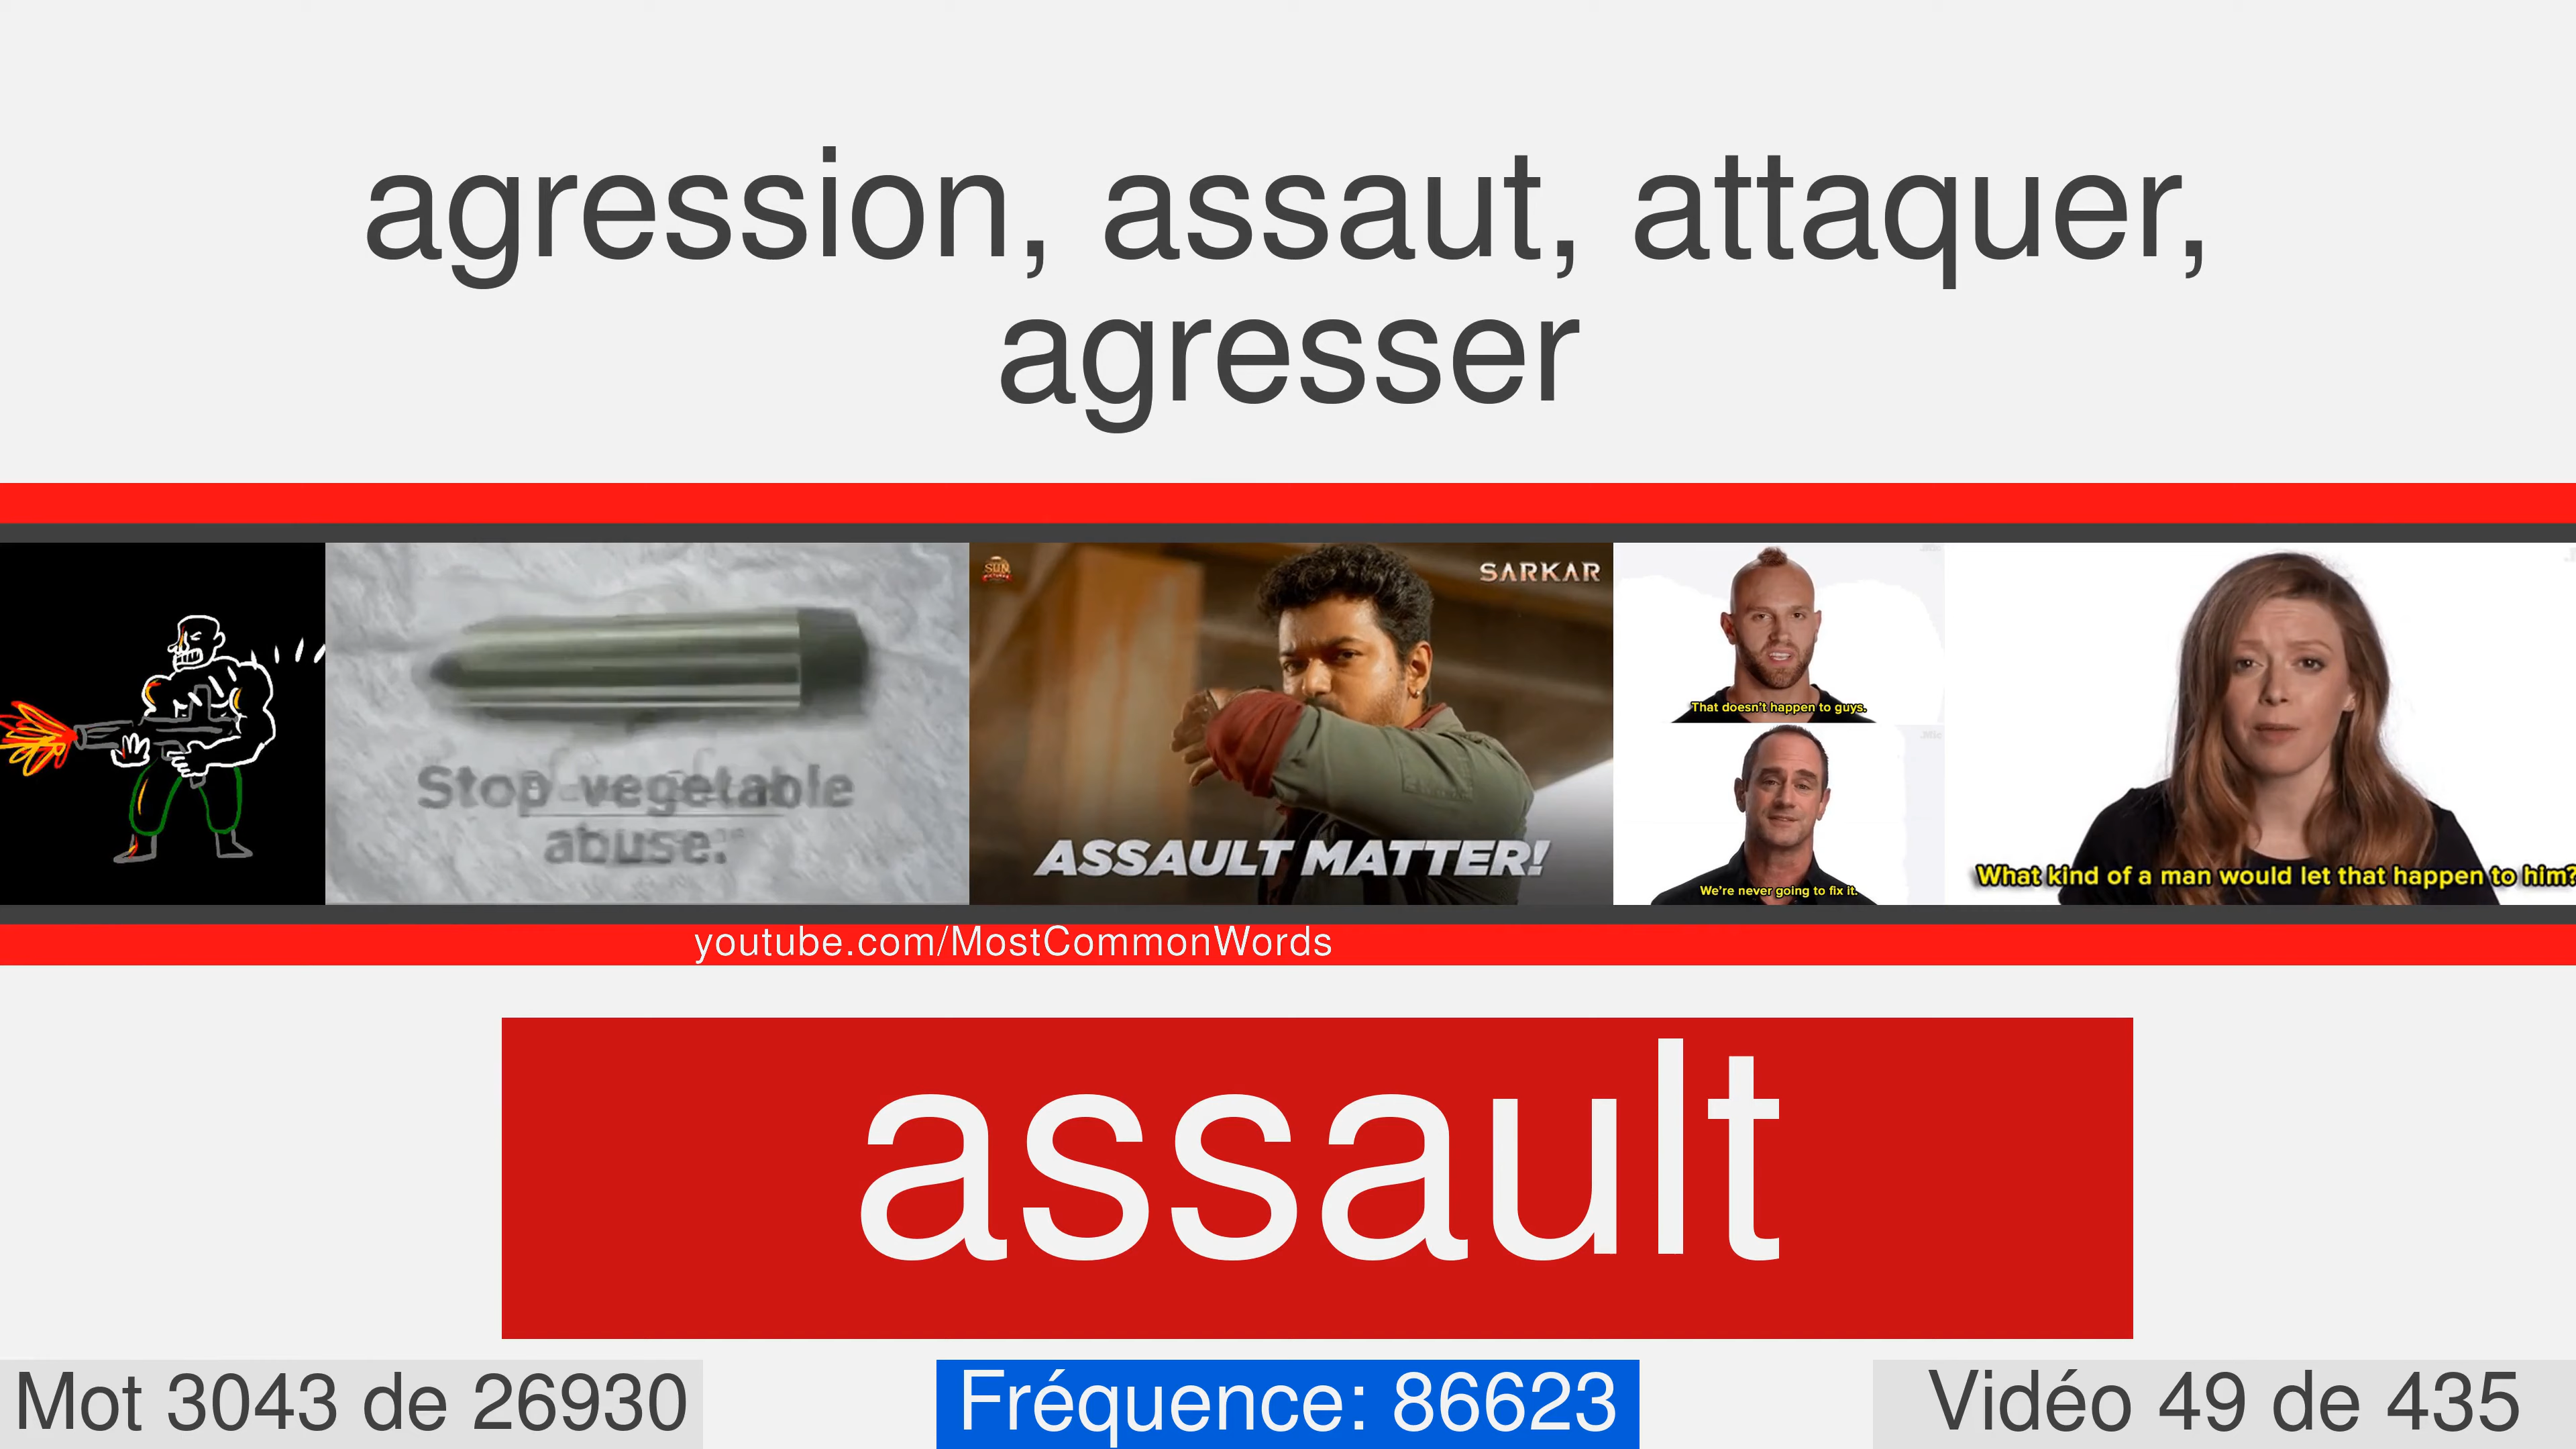 agression, assaut, attaquer,
agresser
Stop vegetable
abuse.
SUN
SARKAR
ASSAULT MATTER!
That doesn't happen to guys.
We're never going to fix it.
What kind of a man would let that happen to him?
youtube.com/MostCommonWords
assault
Mot 3043 de 26930
Fréquence: 86623
Vidéo 49 de 435